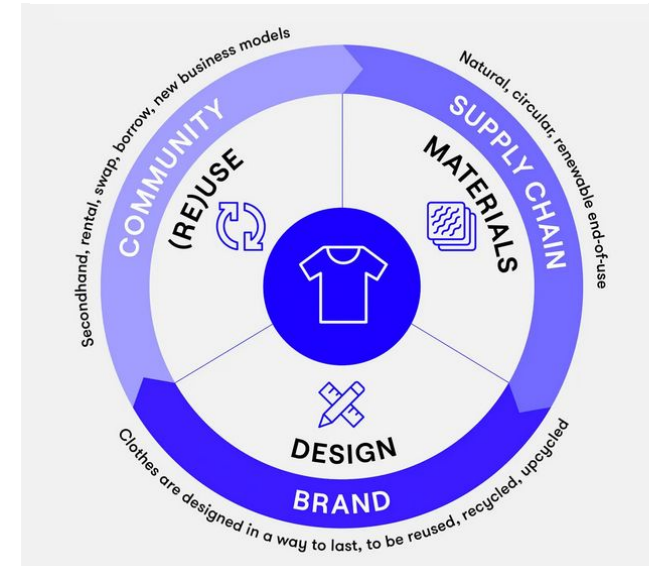 Secondhand, rental, swap, borrow, new business models
COMMUNITY
(RE)USE
Natural, circular, renewable end-of-use
SUPPLY CHAIN
MATERIALS
DESIGN
BRAND
Clothes are designed in a way to last, to be reused, recycled, upcycled